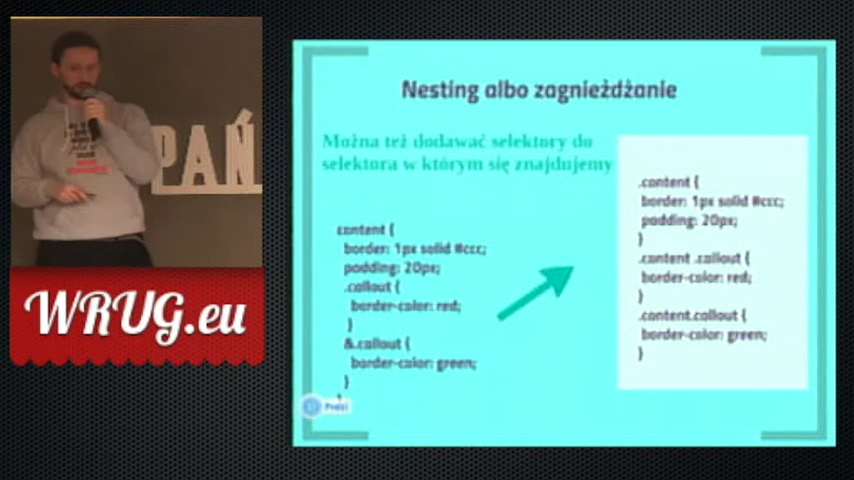 PAŃ
WRUG.eu
Nesting albo zagnieżdżanie
Można też dodawać selektory do
selektora w którym się znajdujemy
content {
border: 1px solid #ccc;
padding: 20px;
.callout {
border-color: red;
}
&.callout {
border-color: green;
}
Prezi
.content {
border: 1px solid #ccc;
padding: 20px;
}
.content .callout {
border-color: red;
}
.content.callout {
border-color: green;
}